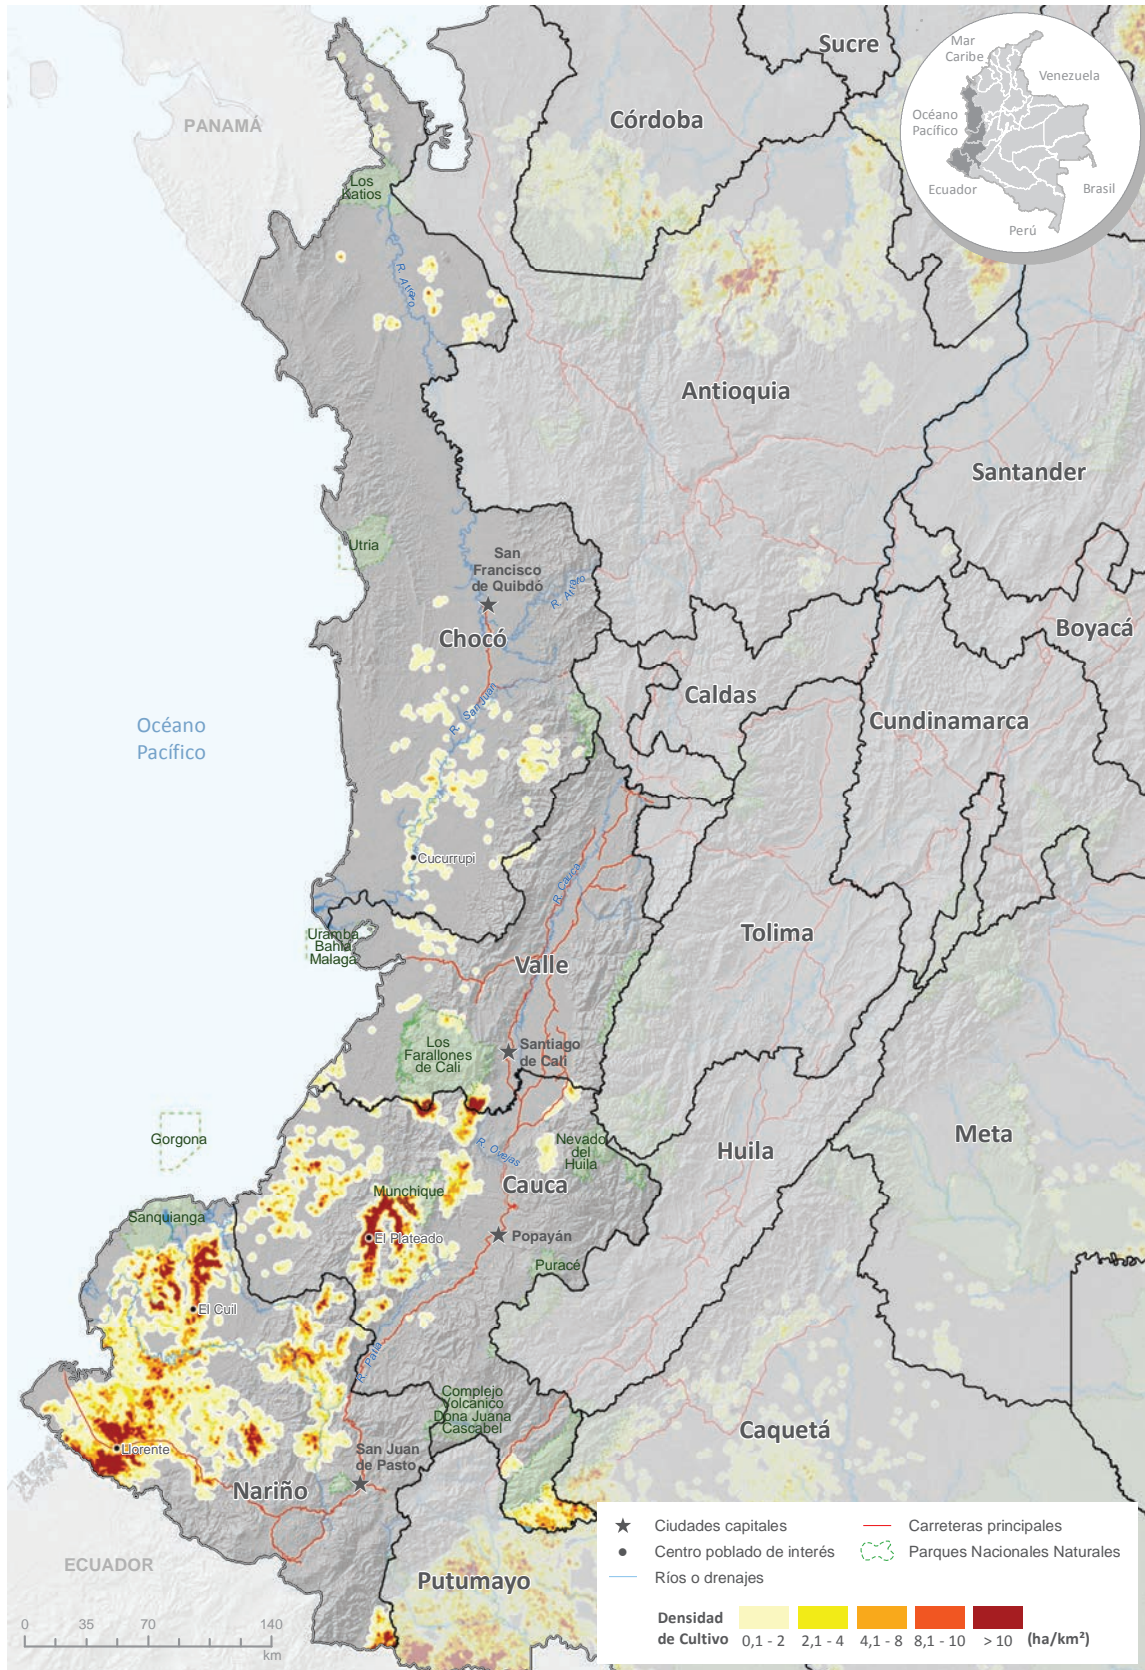 Sucre
Mar
Caribe
Venezuela
Océano
Pacífico
Ecuador
Brasil
Perú
PANAMÁ
Córdoba
Los
Katios
R. Atrato
Antioquia
Santander
Utria
San
Francisco
de Quibdó
R. Atrato
Chocó
Boyacá
Caldas
R. San Juan
Cundinamarca
Océano
Pacífico
Cucurrupi
R. Cauca
Uramba
Bahía
Malaga
Valle
Tolima
Los
Farallones
de Cali
Santiago
de Cali
Gorgona
R. Ovejas
Nevado
del
Huila
Huila
Meta
Munchique
Cauca
Sanquianga
El Plateado
Popayán
Puracé
El Cuil
R. Patía
Complejo
Volcánico
Dona Juana
Cascabel
Caquetá
Llorente
San Juan
de Pasto
Nariño
ECUADOR
Putumayo
Ciudades capitales
Carreteras principales
Centro poblado de interés
Parques Nacionales Naturales
Ríos o drenajes
Densidad
de Cultivo
0,1 - 2
2,1 - 4
4,1 - 8
8,1 - 10
> 10
(ha/km²)
0
35
70
140
km